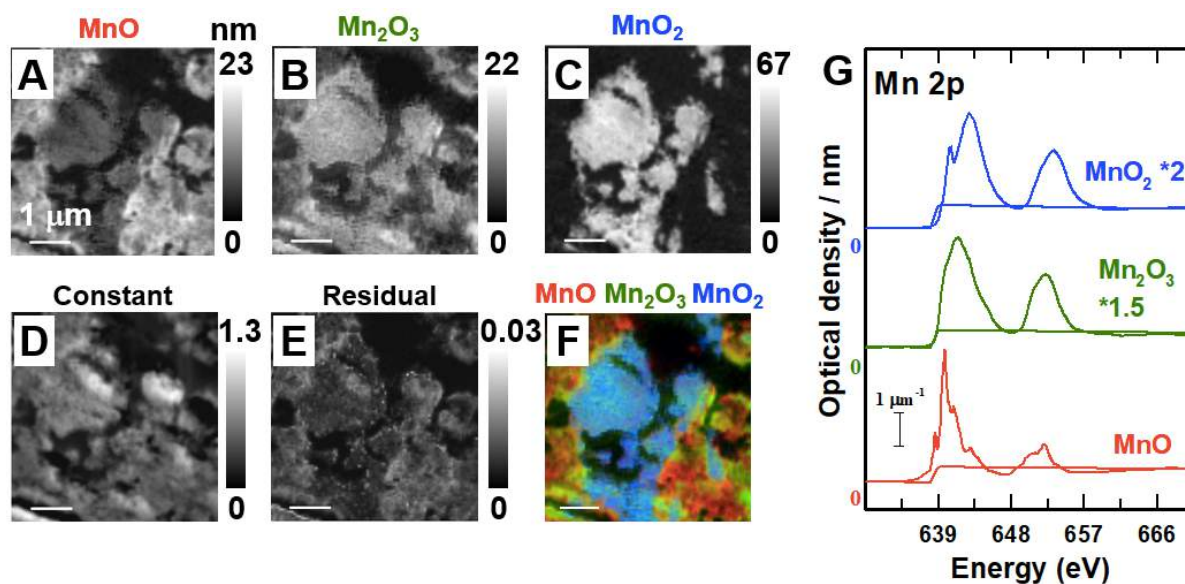 MnO nm Mn₂O₃ MnO₂
A 23 B 22 C 67
1 μm
0 0 0
Constant Residual MnO Mn₂O₃ MnO₂
D 1.3 E 0.03 F
0 0
G Mn 2p
Optical density / nm
MnO₂ *2
0
Mn₂O₃
*1.5
0
1 μm⁻¹
MnO
0
639 648 657 666
Energy (eV)